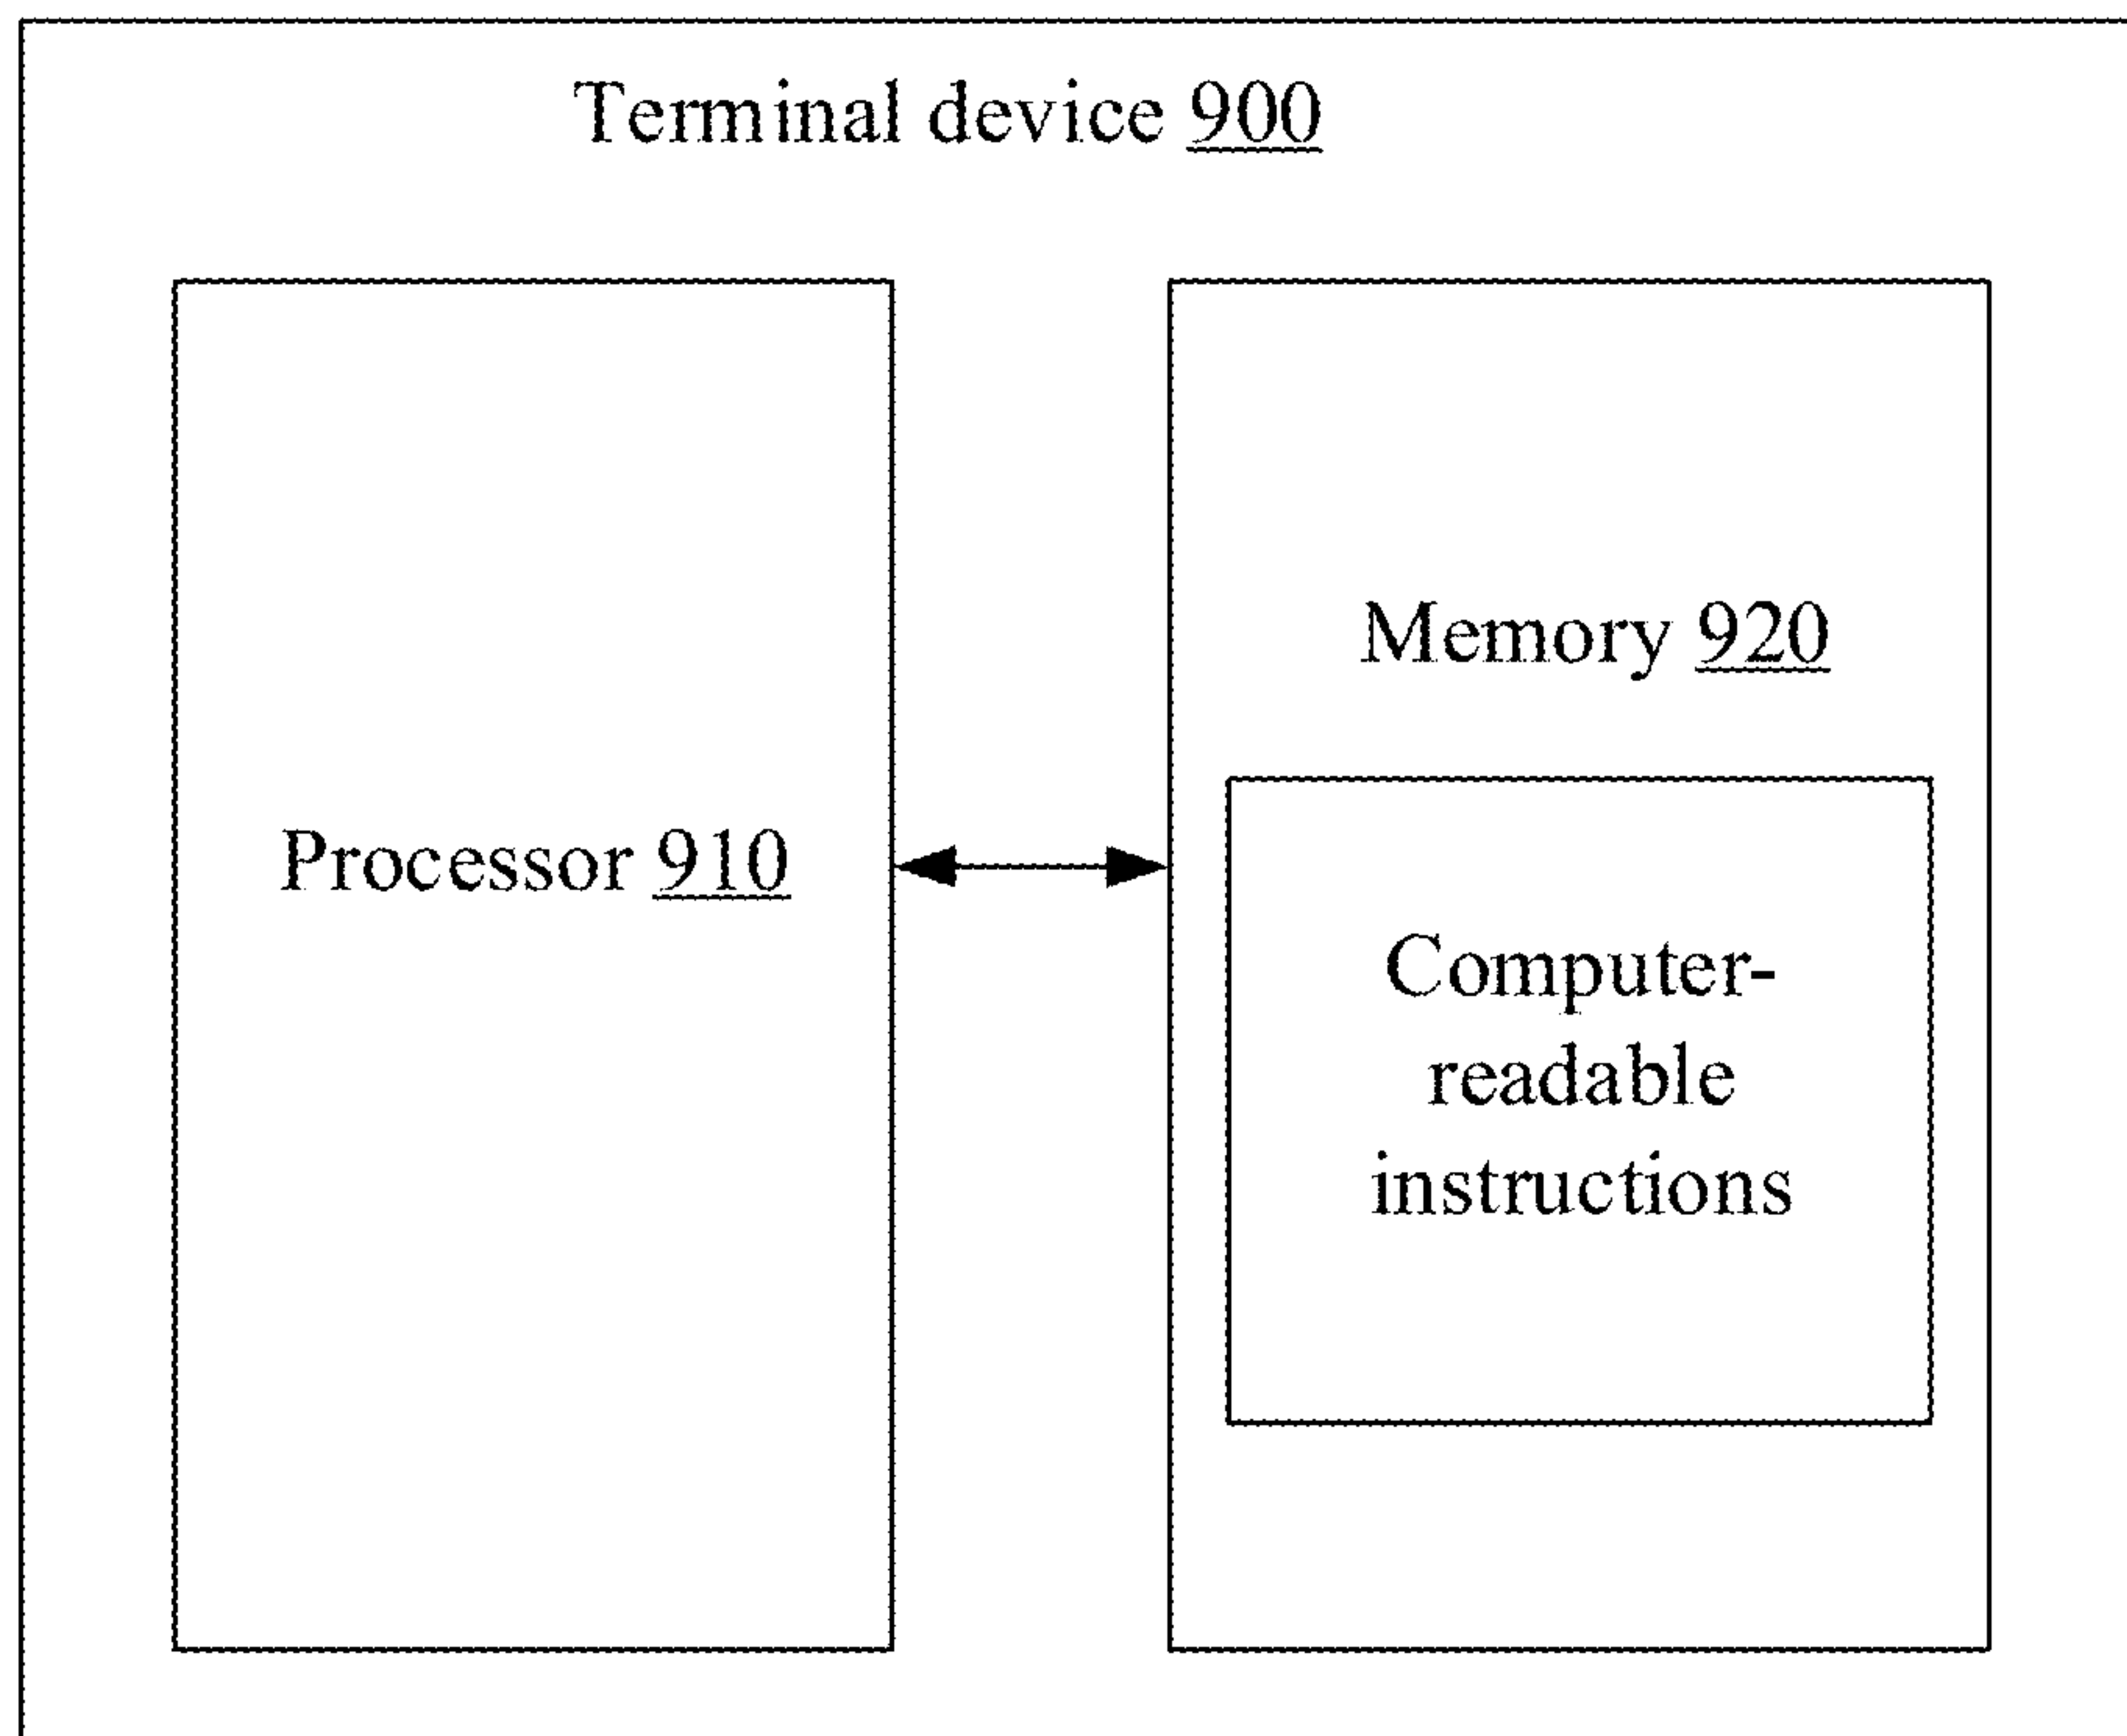 Terminal device 900
Processor 910
Memory 920
Computer-
readable
instructions